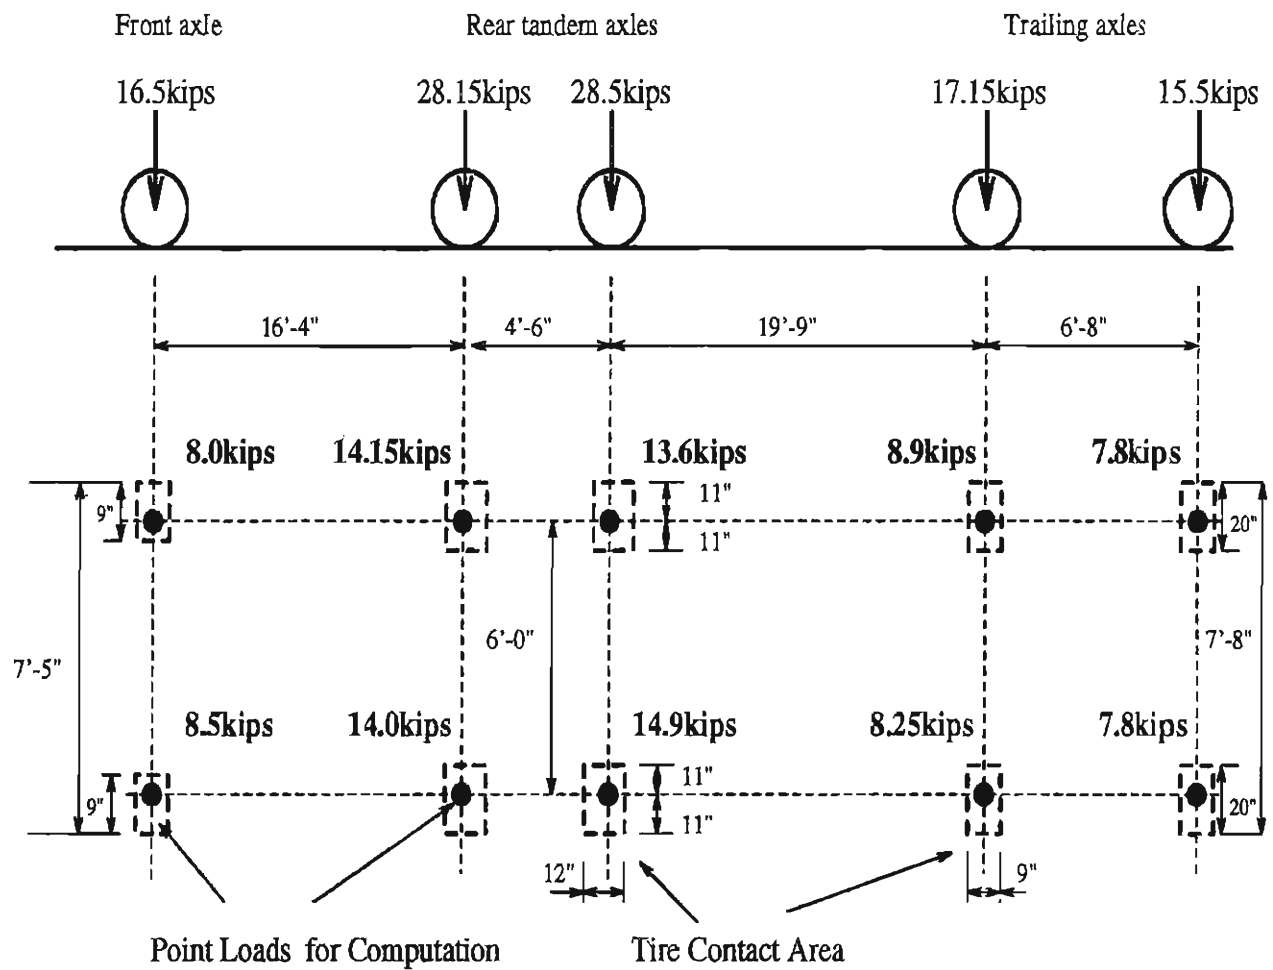 Front axle Rear tandem axles Trailing axles
16.5kips 28.15kips 28.5kips 17.15kips 15.5kips
16'-4" 4'-6" 19'-9" 6'-8"
8.0kips 14.15kips 13.6kips 8.9kips 7.8kips
9" 11" 20"
11"
7'-5" 6'-0" 7'-8"
8.5kips 14.0kips 14.9kips 8.25kips 7.8kips
9" 11" 20"
11"
12" 9"
Point Loads for Computation Tire Contact Area